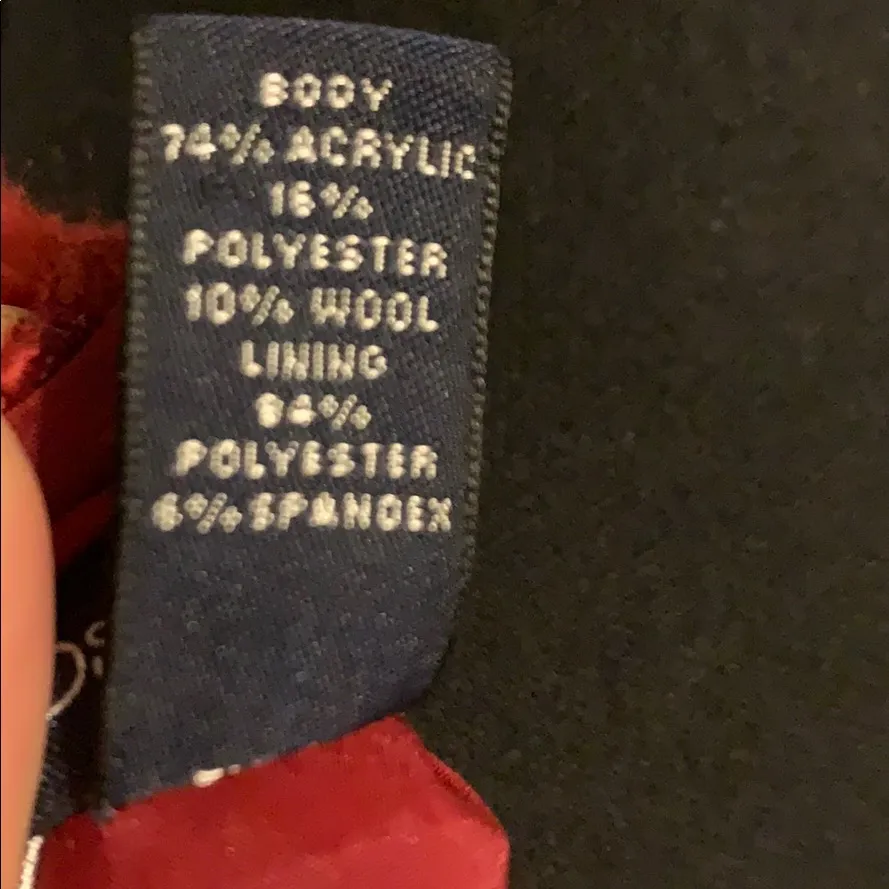 BODY
74% ACRYLIC
16%
POLYESTER
10% WOOL
LINING
94%
POLYESTER
6% SPANDEX